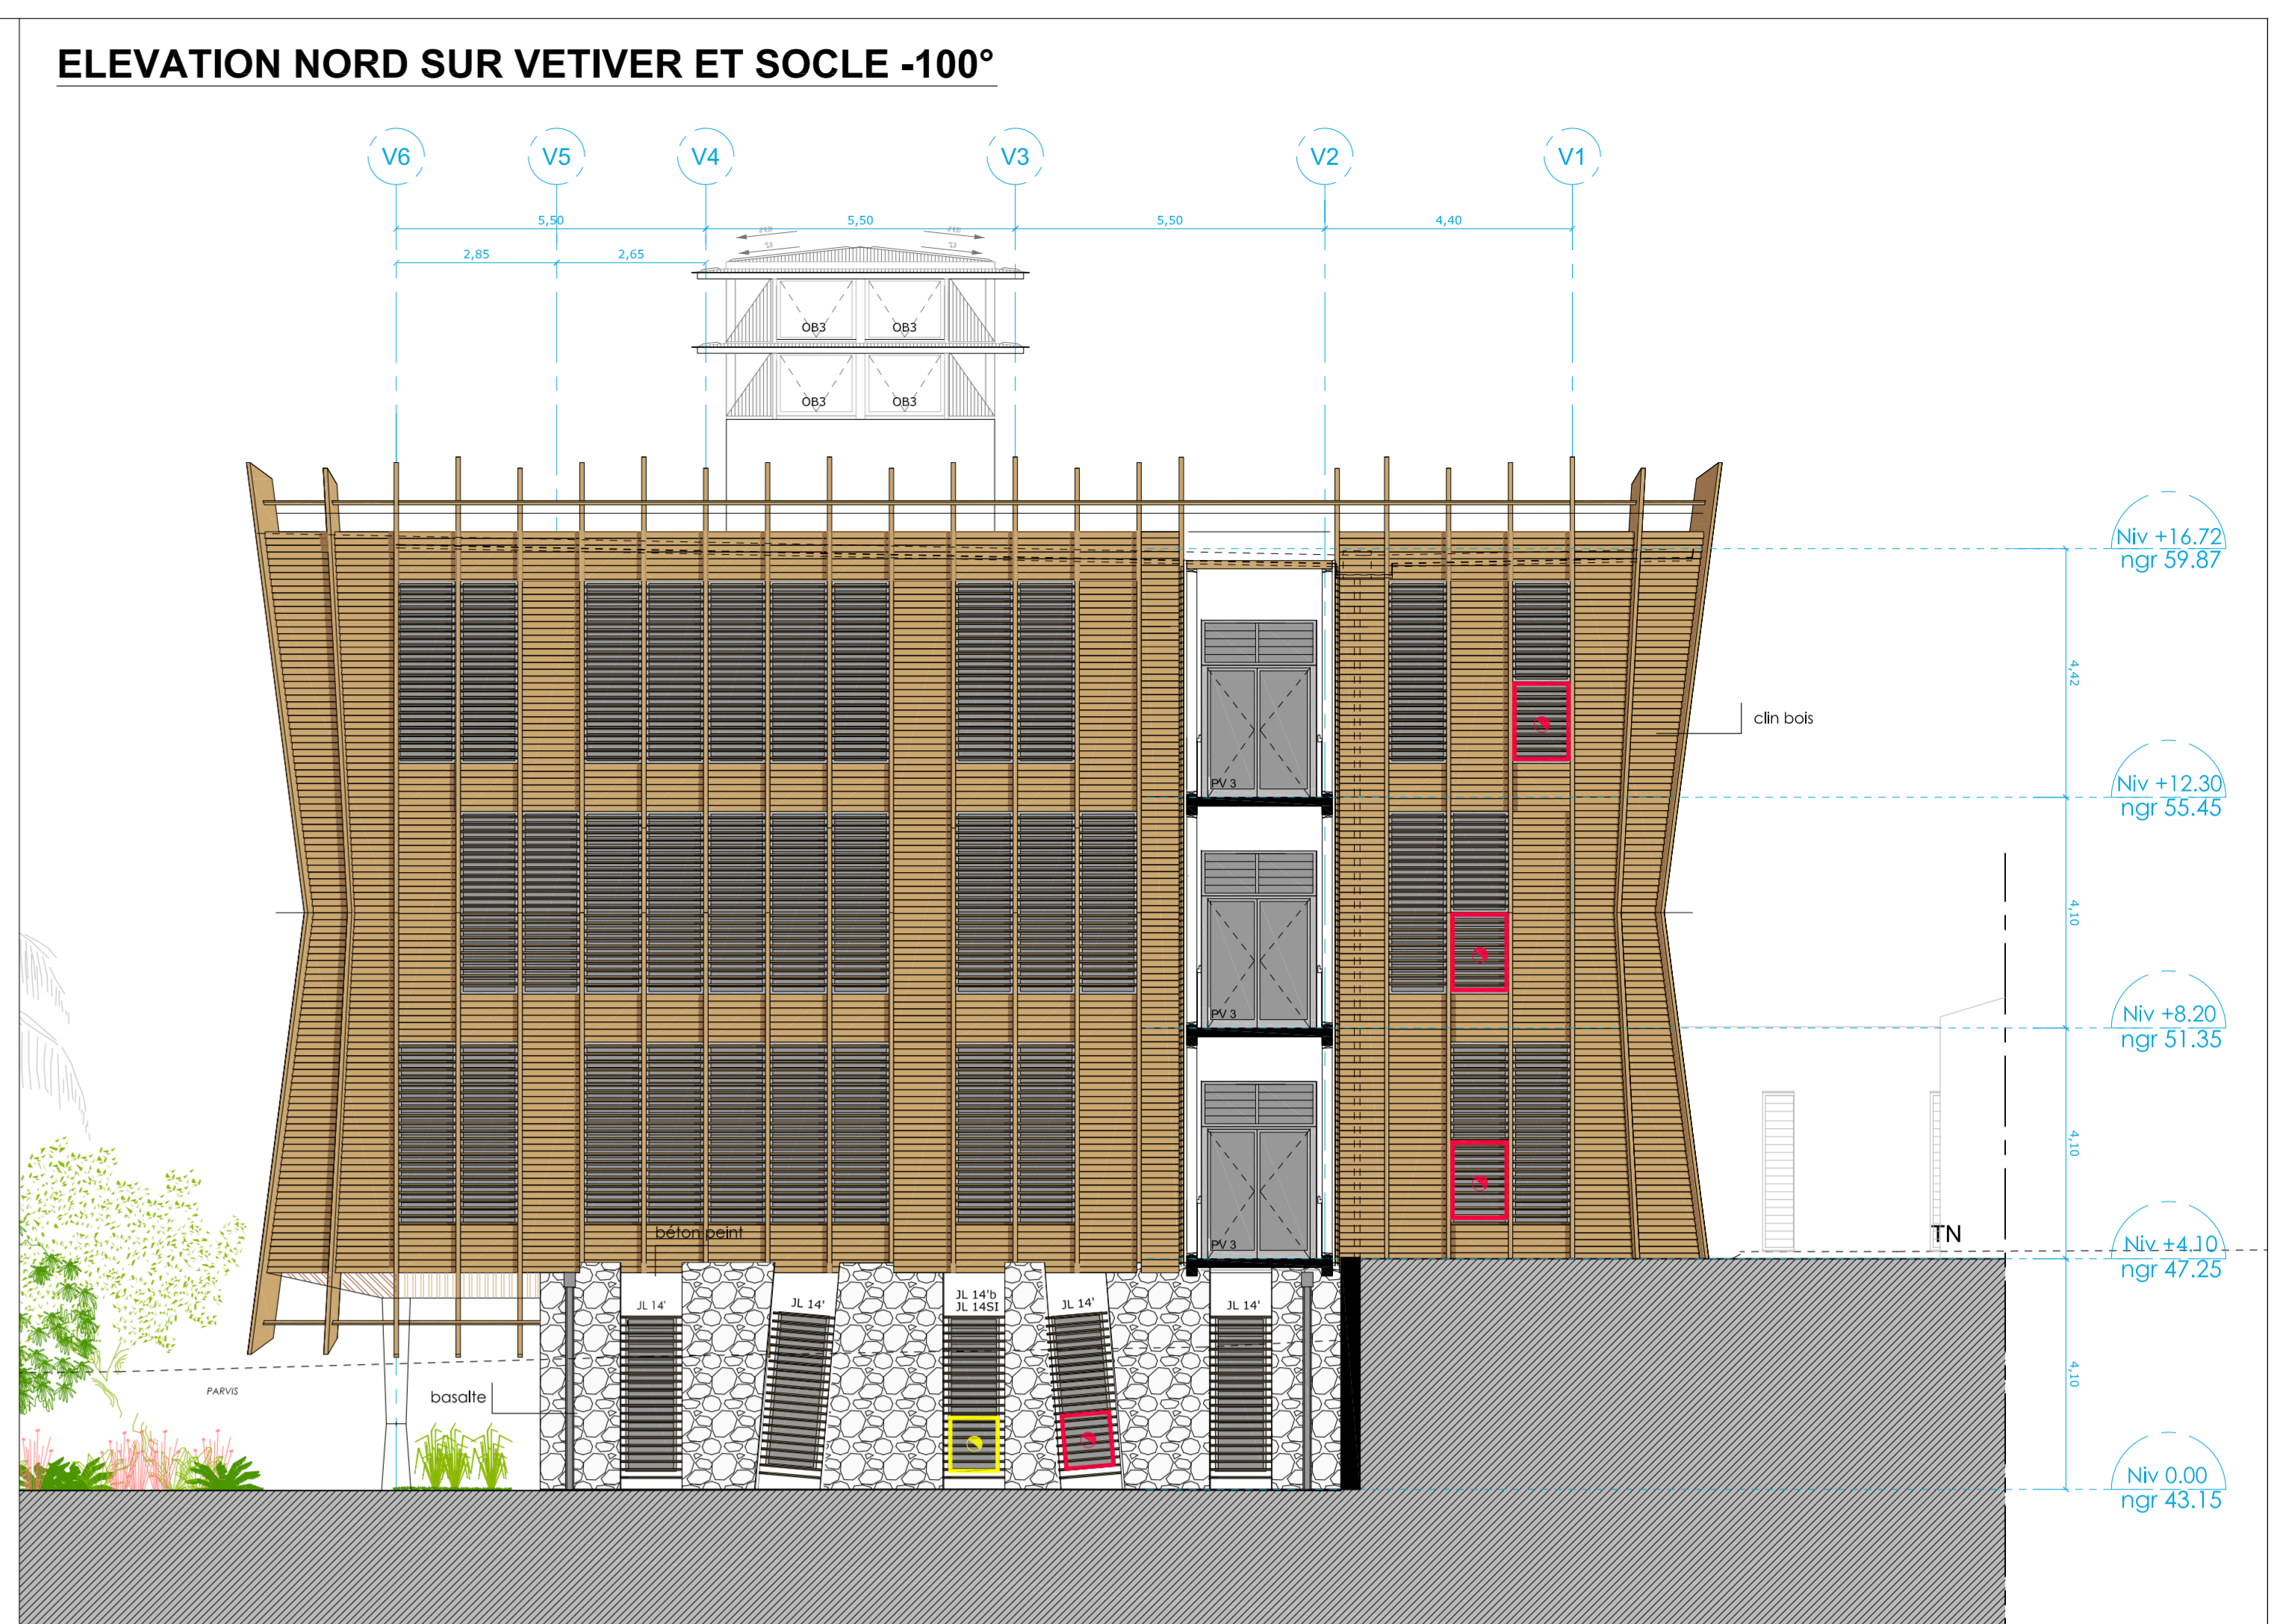 ELEVATION NORD SUR VETIVER ET SOCLE -100°
V6 V5 V4 V3 V2 V1
5,50 5,50 5,50 4,40
2,85 2,65
OB3 OB3
OB3 OB3
Niv +16.72
ngr 59.87
4,42
clin bois
PV 3
Niv +12.30
ngr 55.45
4,10
PV 3
Niv +8.20
ngr 51.35
4,10
béton peint
PV 3
TN
Niv +4.10
ngr 47.25
JL 14' JL 14' JL 14'b JL 14' JL 14'
JL 14SI
4,10
PARVIS
basalte
Niv 0.00
ngr 43.15